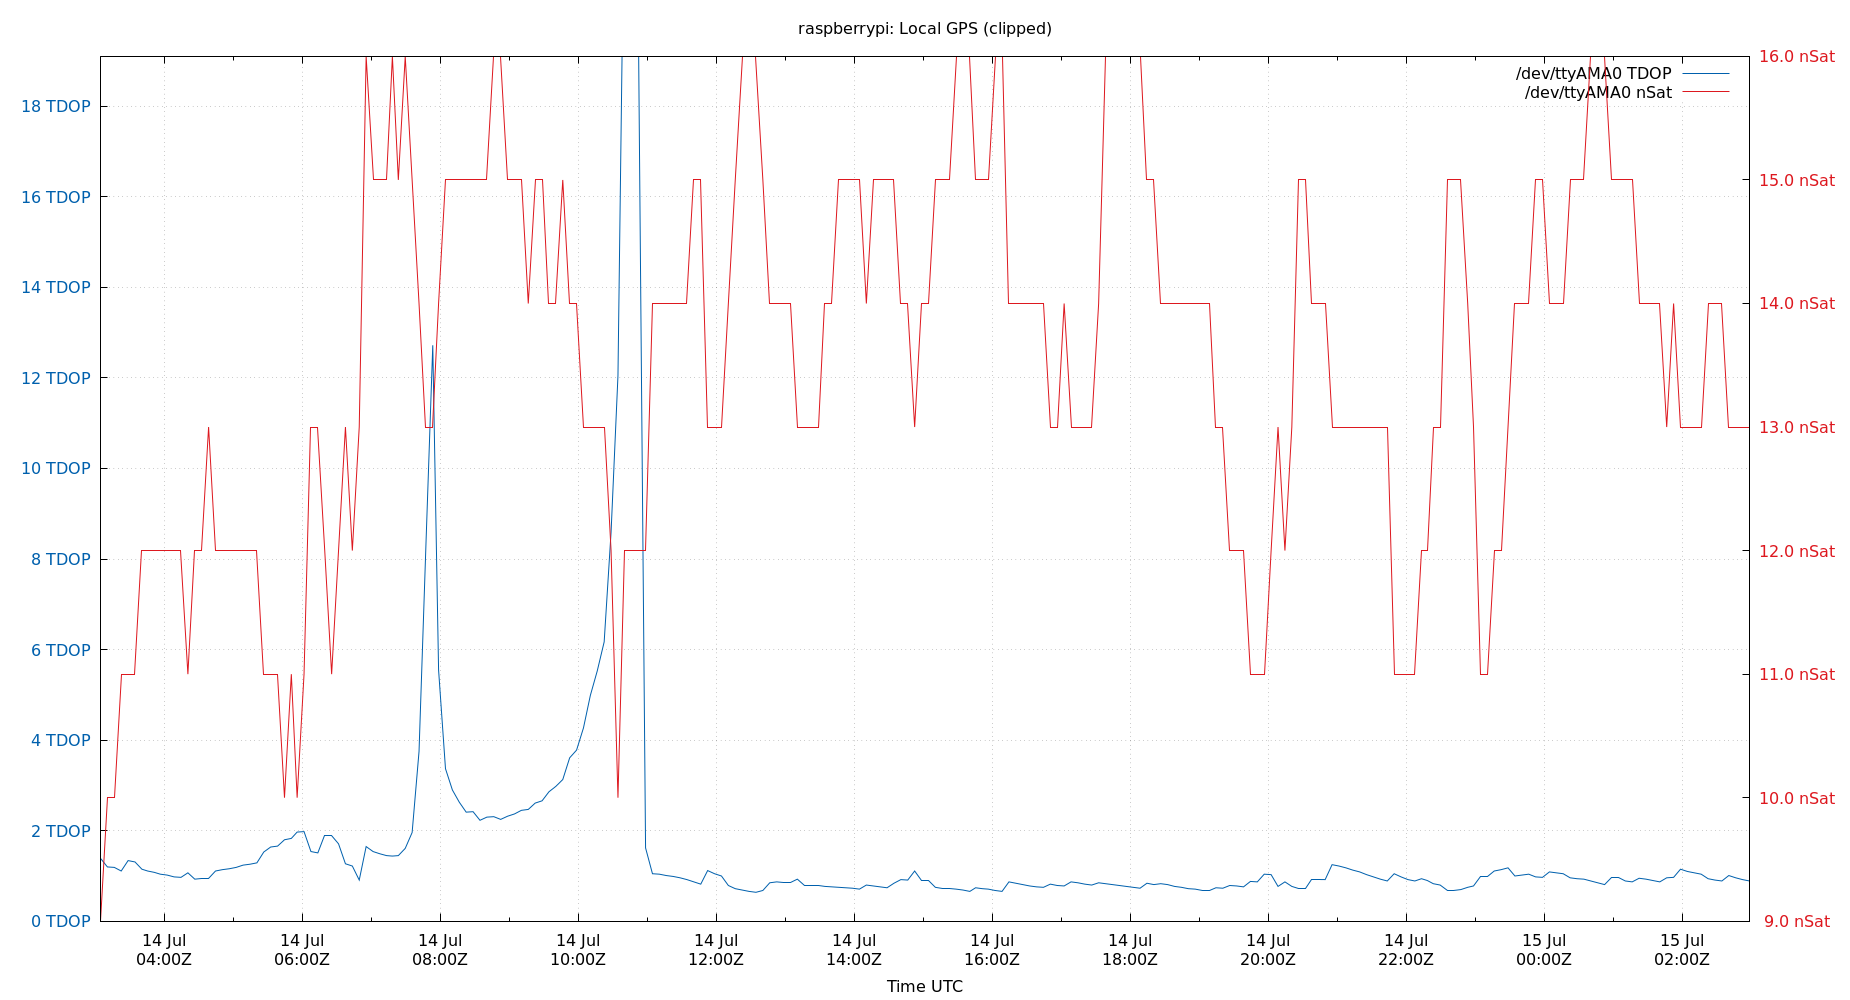 raspberrypi: Local GPS (clipped)
/dev/ttyAMA0 TDOP
/dev/ttyAMA0 nSat
18 TDOP
16 TDOP
14 TDOP
12 TDOP
10 TDOP
8 TDOP
6 TDOP
4 TDOP
2 TDOP
0 TDOP
16.0 nSat
15.0 nSat
14.0 nSat
13.0 nSat
12.0 nSat
11.0 nSat
10.0 nSat
9.0 nSat
14 Jul
04:00Z
14 Jul
06:00Z
14 Jul
08:00Z
14 Jul
10:00Z
14 Jul
12:00Z
14 Jul
14:00Z
14 Jul
16:00Z
14 Jul
18:00Z
14 Jul
20:00Z
14 Jul
22:00Z
15 Jul
00:00Z
15 Jul
02:00Z
Time UTC